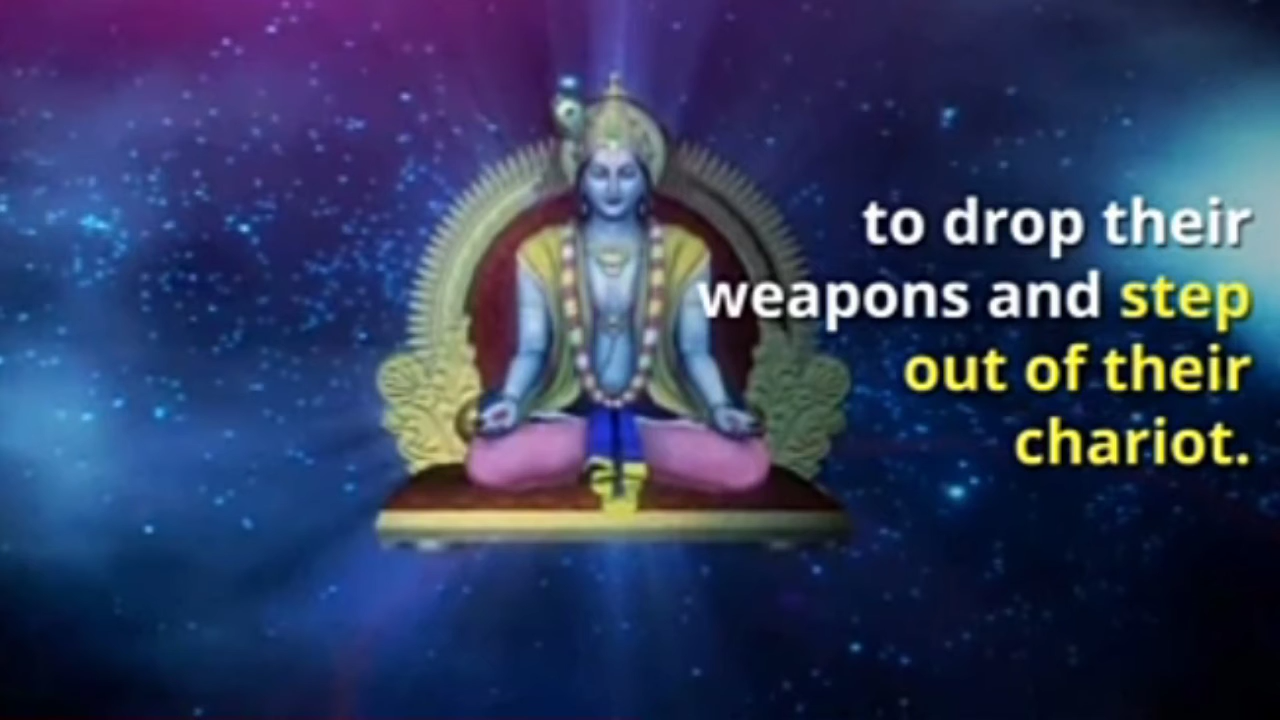 to drop their
weapons and step
out of their
chariot.